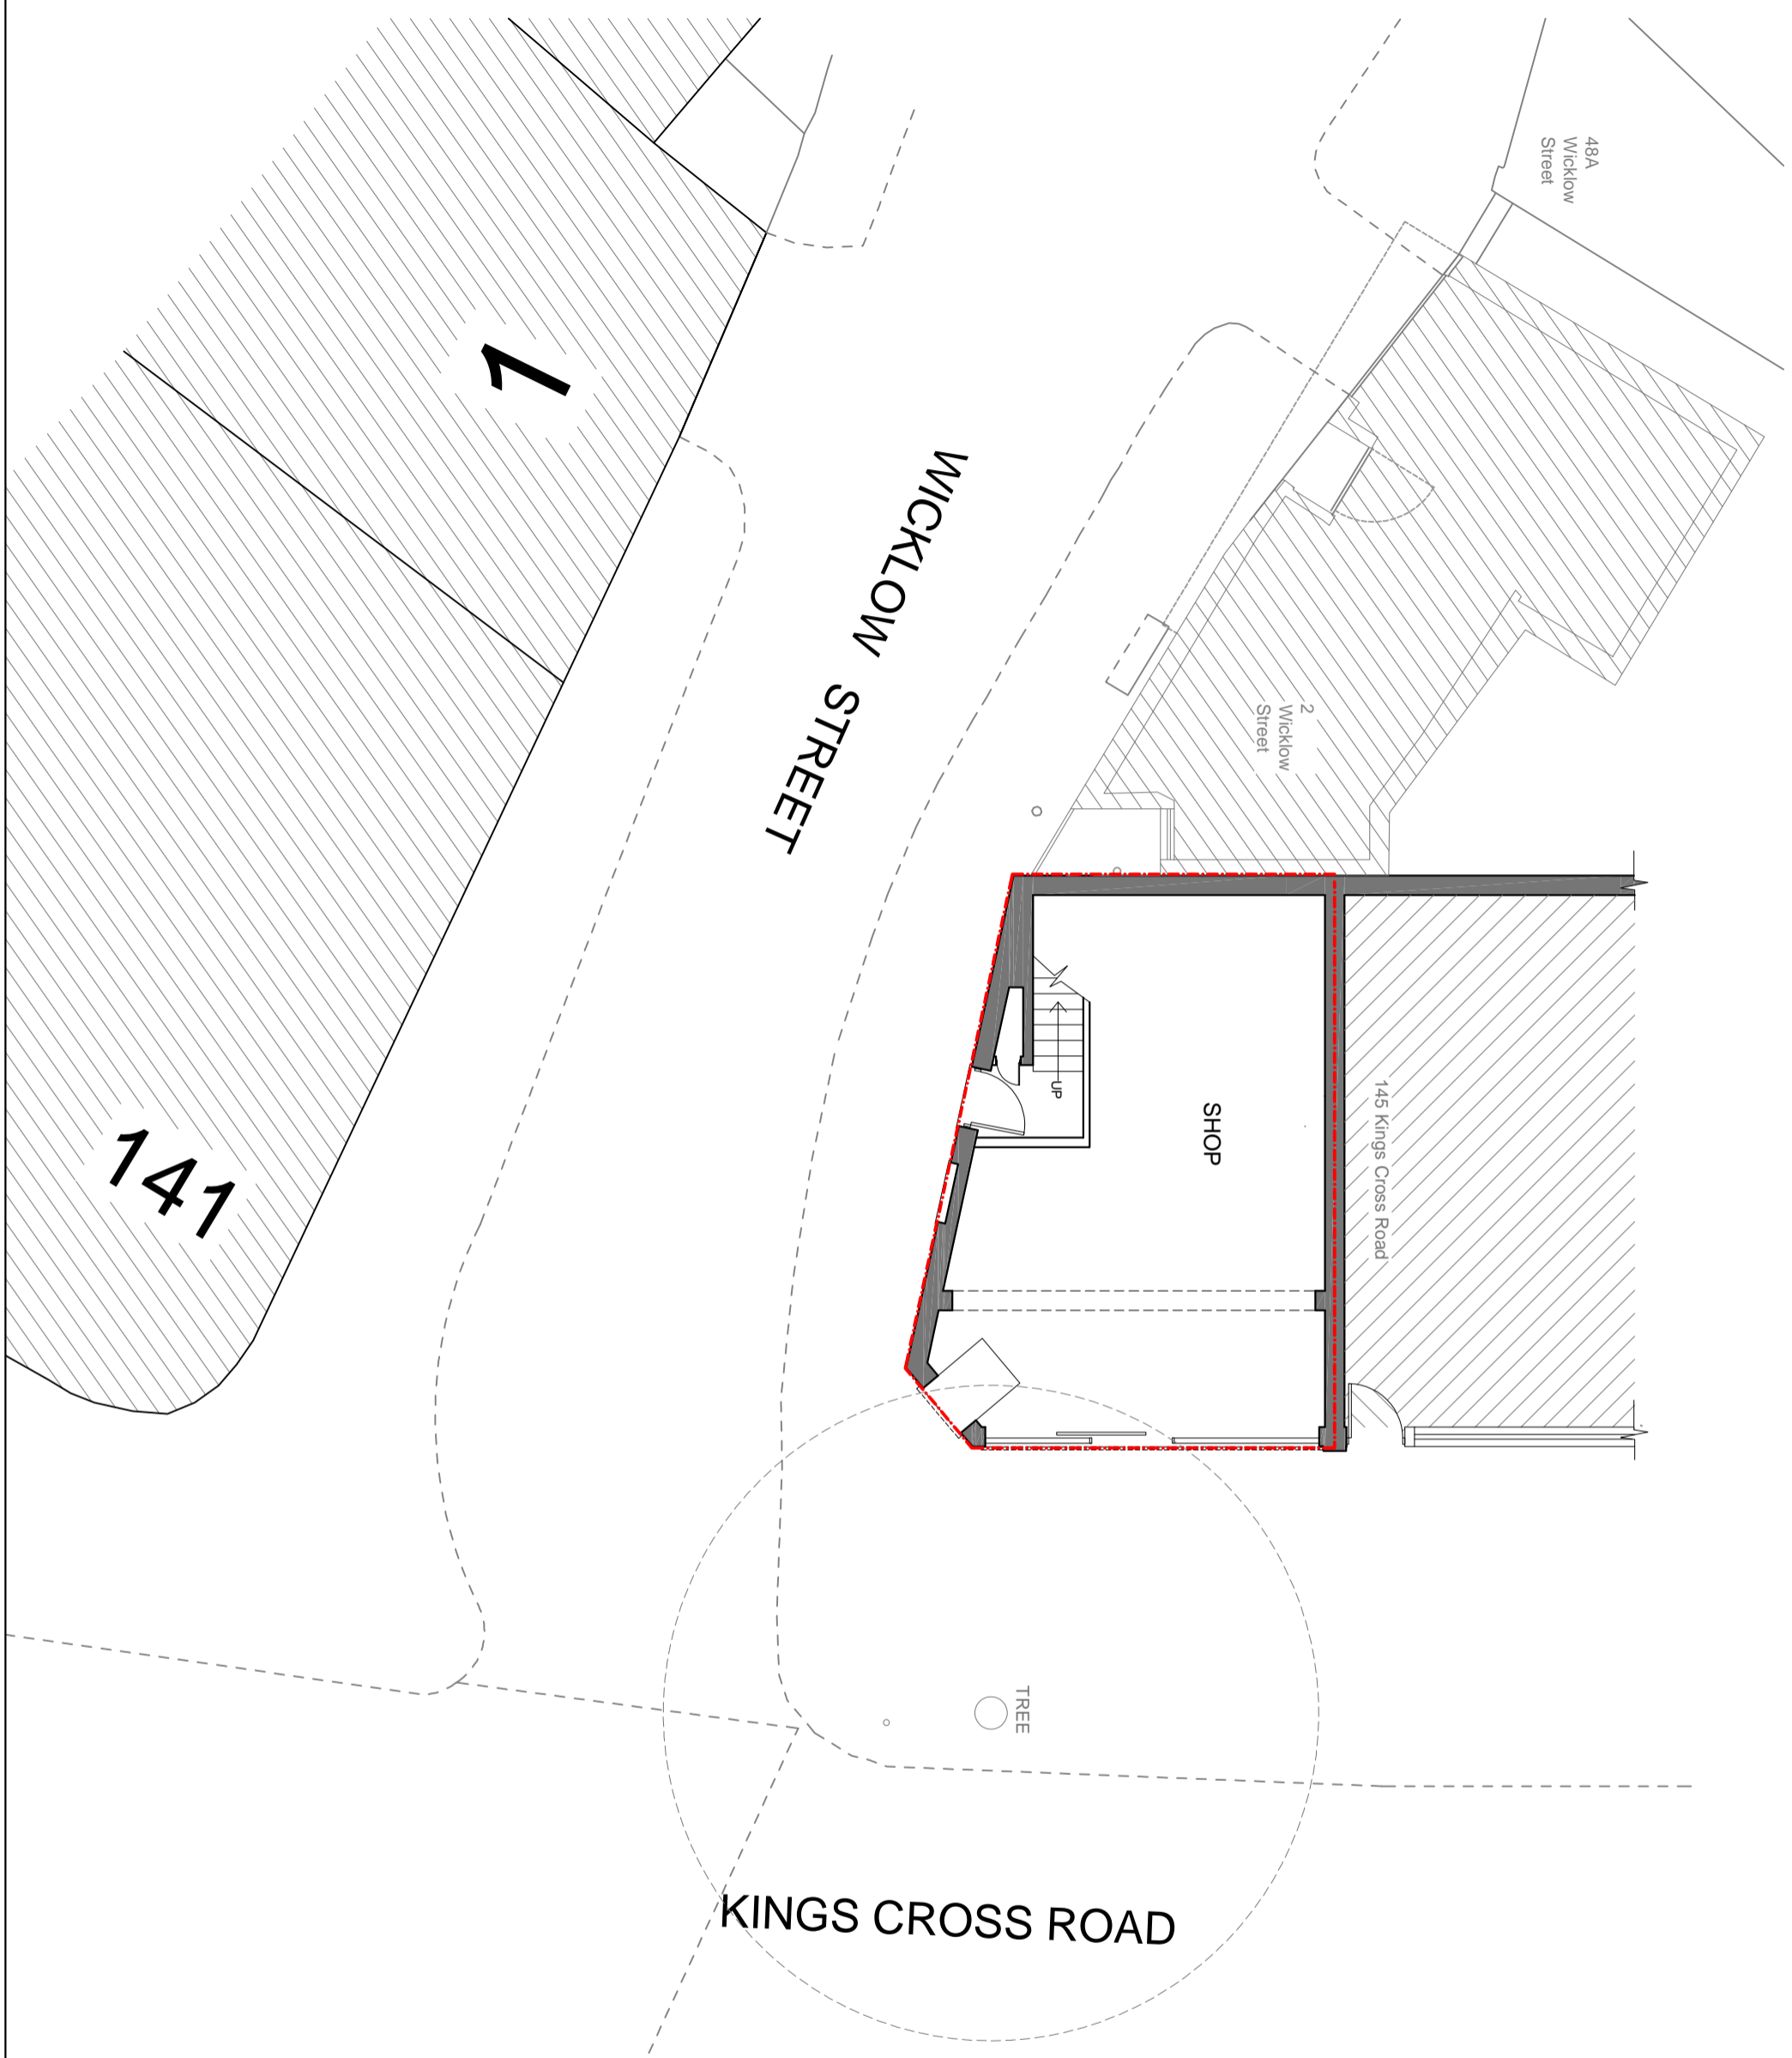 48A
Wicklow
Street
1
WICKLOW STREET
2
Wicklow
Street
UP
SHOP
145 Kings Cross Road
141
TREE
KINGS CROSS ROAD